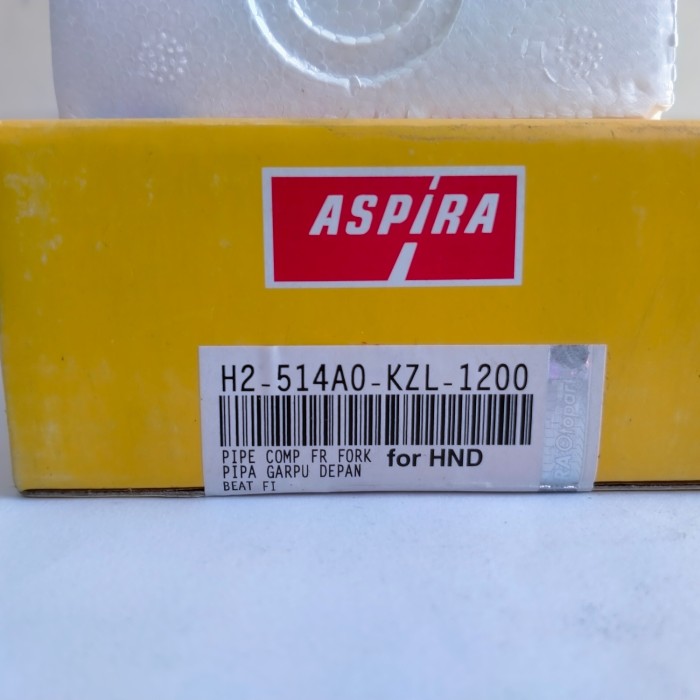 ASPIRA
H2-514A0-KZL-1200
PIPE COMP FR FORK for HND
PIPA GARPU DEPAN
BEAT FI